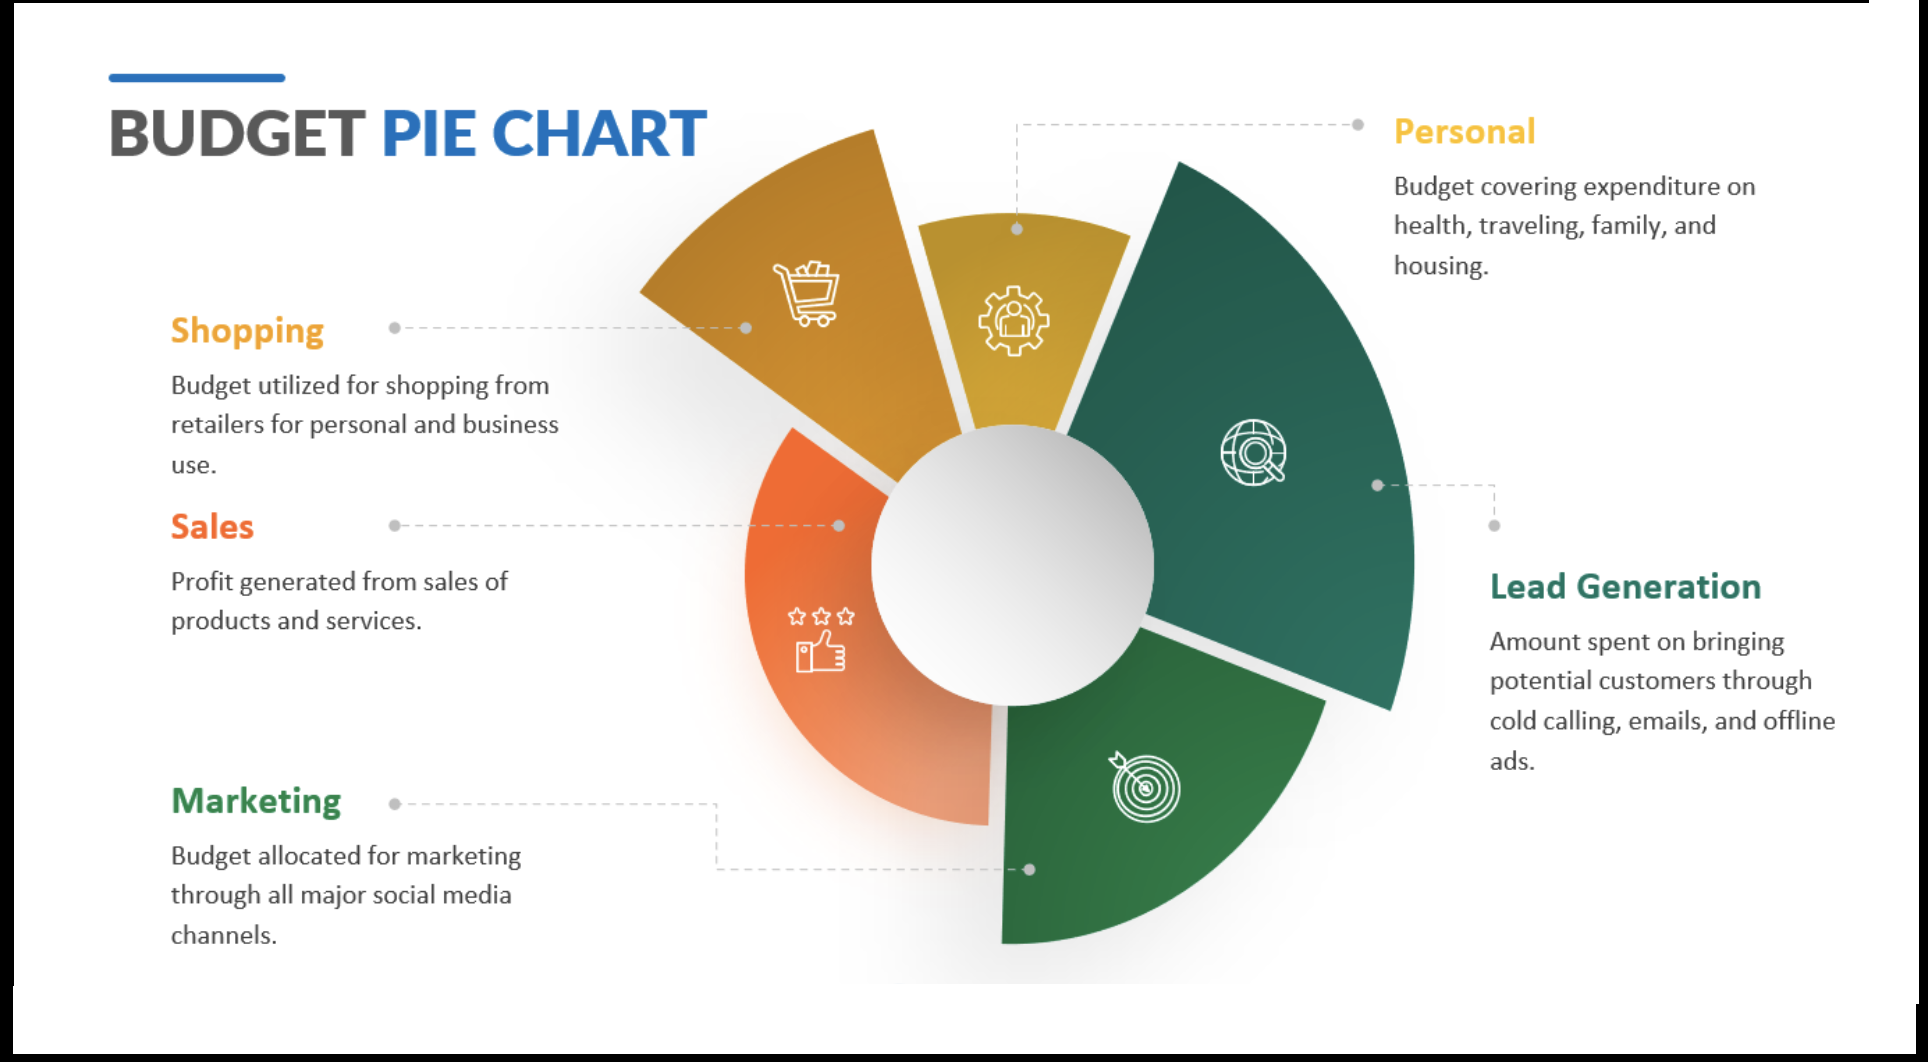 BUDGET PIE CHART
Personal
Budget covering expenditure on
health, traveling, family, and
housing.
Shopping
Budget utilized for shopping from
retailers for personal and business
use.
Sales
Profit generated from sales of
products and services.
Lead Generation
Amount spent on bringing
potential customers through
cold calling, emails, and offline
ads.
Marketing
Budget allocated for marketing
through all major social media
channels.